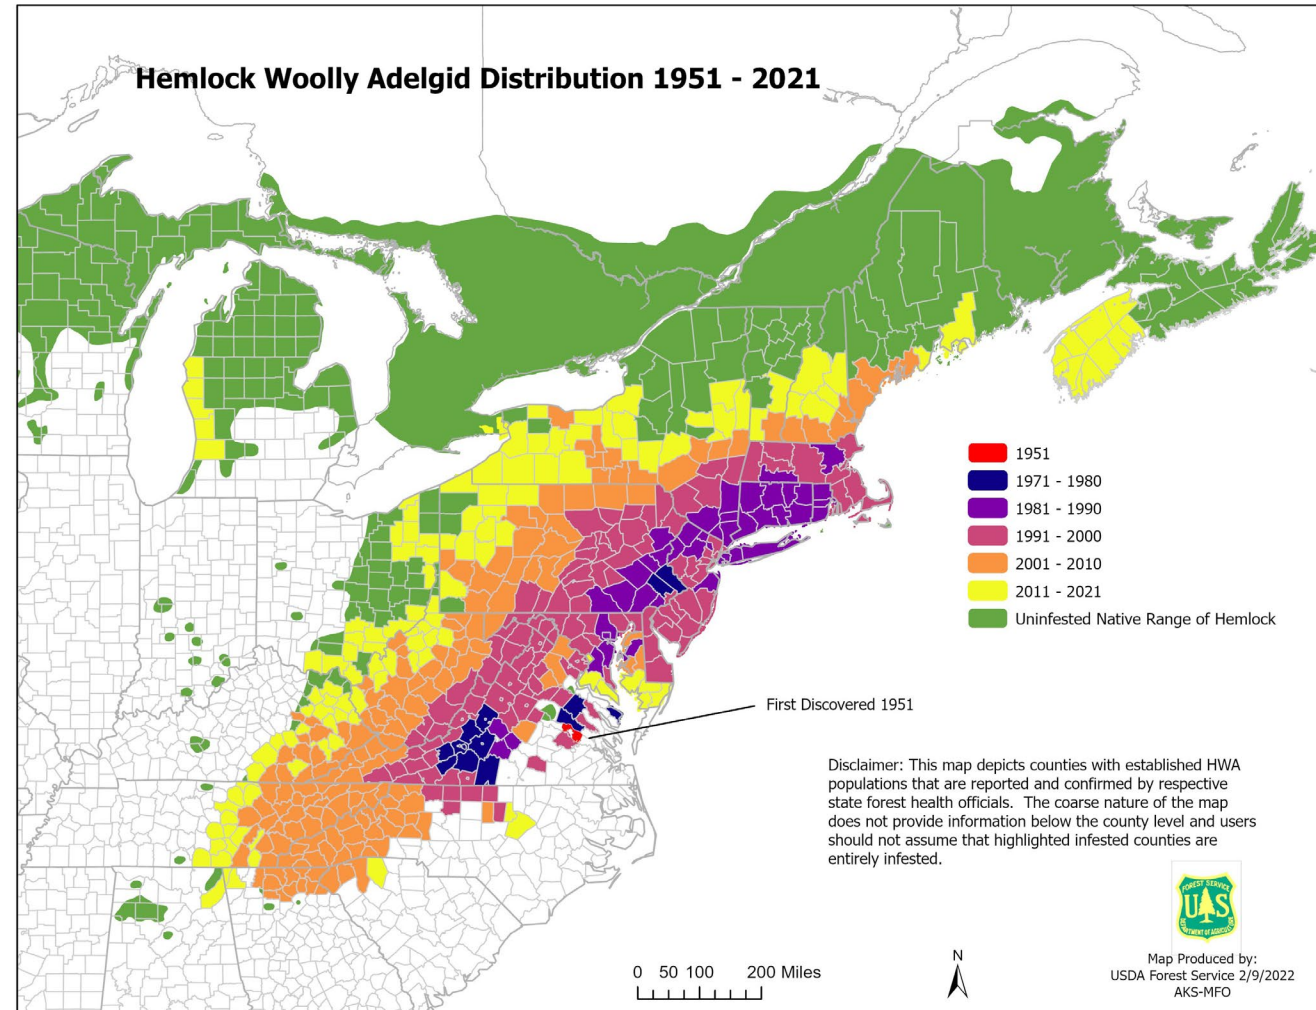 Hemlock Woolly Adelgid Distribution 1951 - 2021
1951
1971 - 1980
1981 - 1990
1991 - 2000
2001 - 2010
2011 - 2021
Uninfested Native Range of Hemlock
First Discovered 1951
Disclaimer: This map depicts counties with established HWA
populations that are reported and confirmed by respective
state forest health officials. The coarse nature of the map
does not provide information below the county level and users
should not assume that highlighted infested counties are
entirely infested.
FOREST SERVICE
U S
DEPARTMENT OF AGRICULTURE
N
0 50 100 200 Miles
Map Produced by:
USDA Forest Service 2/9/2022
AKS-MFO